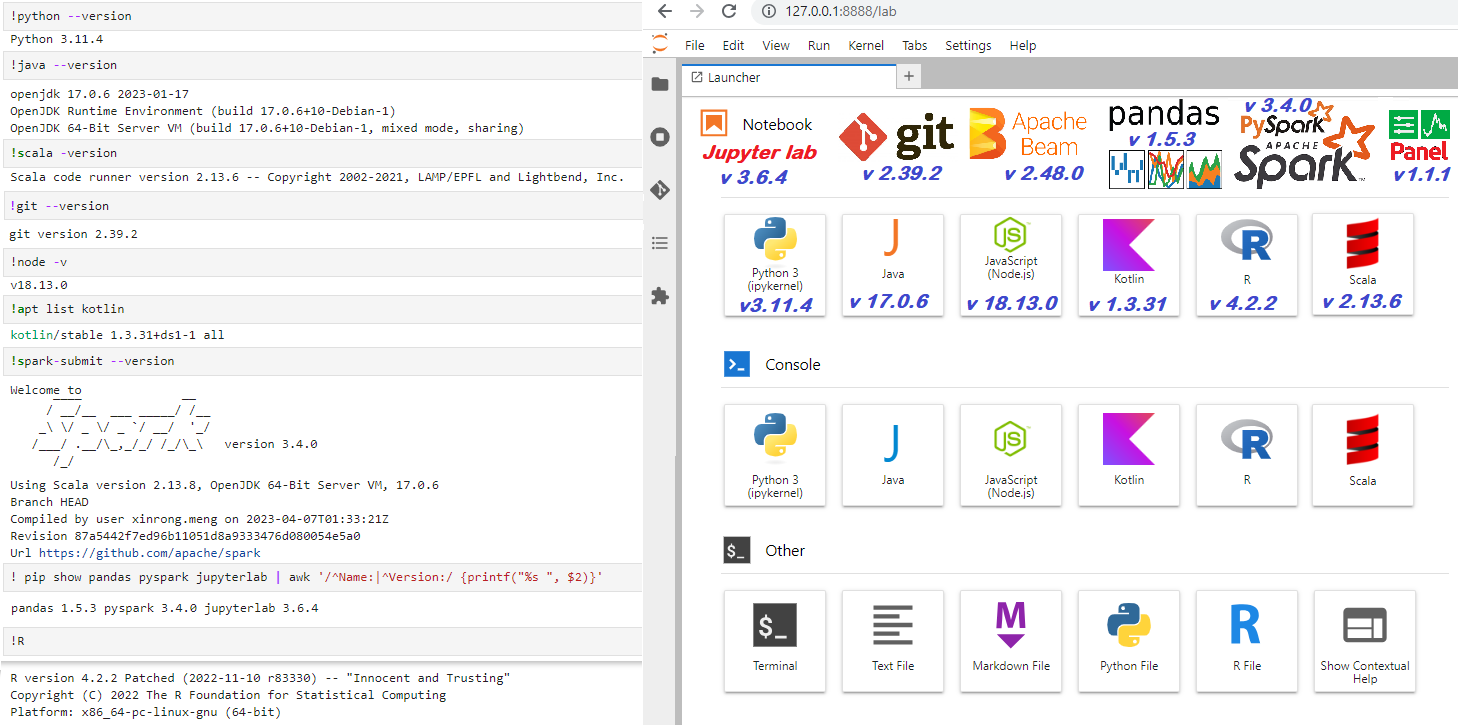 !python --version
Python 3.11.4
!java --version
openjdk 17.0.6 2023-01-17
OpenJDK Runtime Environment (build 17.0.6+10-Debian-1)
OpenJDK 64-Bit Server VM (build 17.0.6+10-Debian-1, mixed mode, sharing)
!scala -version
Scala code runner version 2.13.6 -- Copyright 2002-2021, LAMP/EPFL and Lightbend, Inc.
!git --version
git version 2.39.2
!node -v
v18.13.0
!apt list kotlin
kotlin/stable 1.3.31+ds1-1 all
!spark-submit --version
Welcome to
version 3.4.0
Using Scala version 2.13.8, OpenJDK 64-Bit Server VM, 17.0.6
Branch HEAD
Compiled by user xinrong.meng on 2023-04-07T01:33:21Z
Revision 87a5442f7ed96b11051d8a9333476d080054e5a0
Url https://github.com/apache/spark
! pip show pandas pyspark jupyterlab | awk '/^Name:|^Version:/ {printf("%s ", $2)}'
pandas 1.5.3 pyspark 3.4.0 jupyterlab 3.6.4
!R
R version 4.2.2 Patched (2022-11-10 r83330) -- "Innocent and Trusting"
Copyright (C) 2022 The R Foundation for Statistical Computing
Platform: x86_64-pc-linux-gnu (64-bit)
127.0.0.1:8888/lab
File Edit View Run Kernel Tabs Settings Help
Launcher
Notebook
Jupyter lab
v 3.6.4
git
v 2.39.2
Apache
Beam
v 2.48.0
pandas
v 1.5.3
v 3.4.0
PySpark
APACHE
Spark
Panel
v1.1.1
Python 3
(ipykernel)
v3.11.4
J
Java
v 17.0.6
JS
JavaScript
(Node.js)
v 18.13.0
Kotlin
v 1.3.31
R
R
v 4.2.2
Scala
v 2.13.6
Console
Python 3
(ipykernel)
J
Java
JS
JavaScript
(Node.js)
Kotlin
R
R
Scala
$_ Other
$_
Terminal
Text File
M
Markdown File
Python File
R
R File
Show Contextual
Help